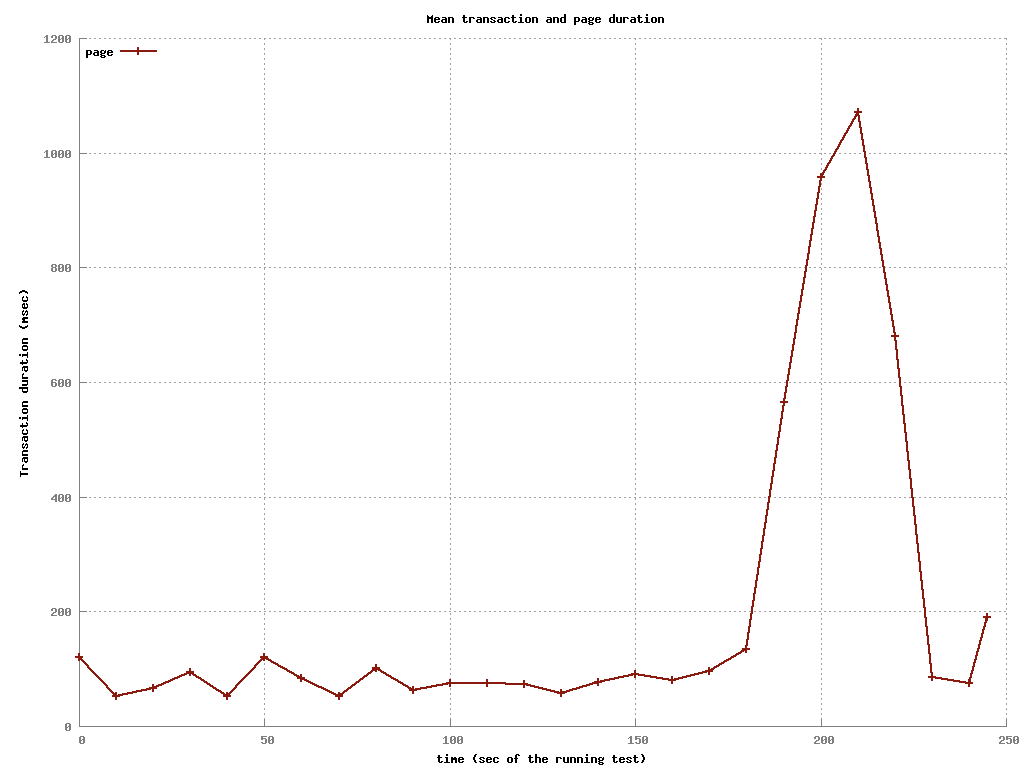 Mean transaction and page duration
1200
page
1000
800
600
400
200
0
Transaction duration (msec)
0 50 100 150 200 250
time (sec of the running test)